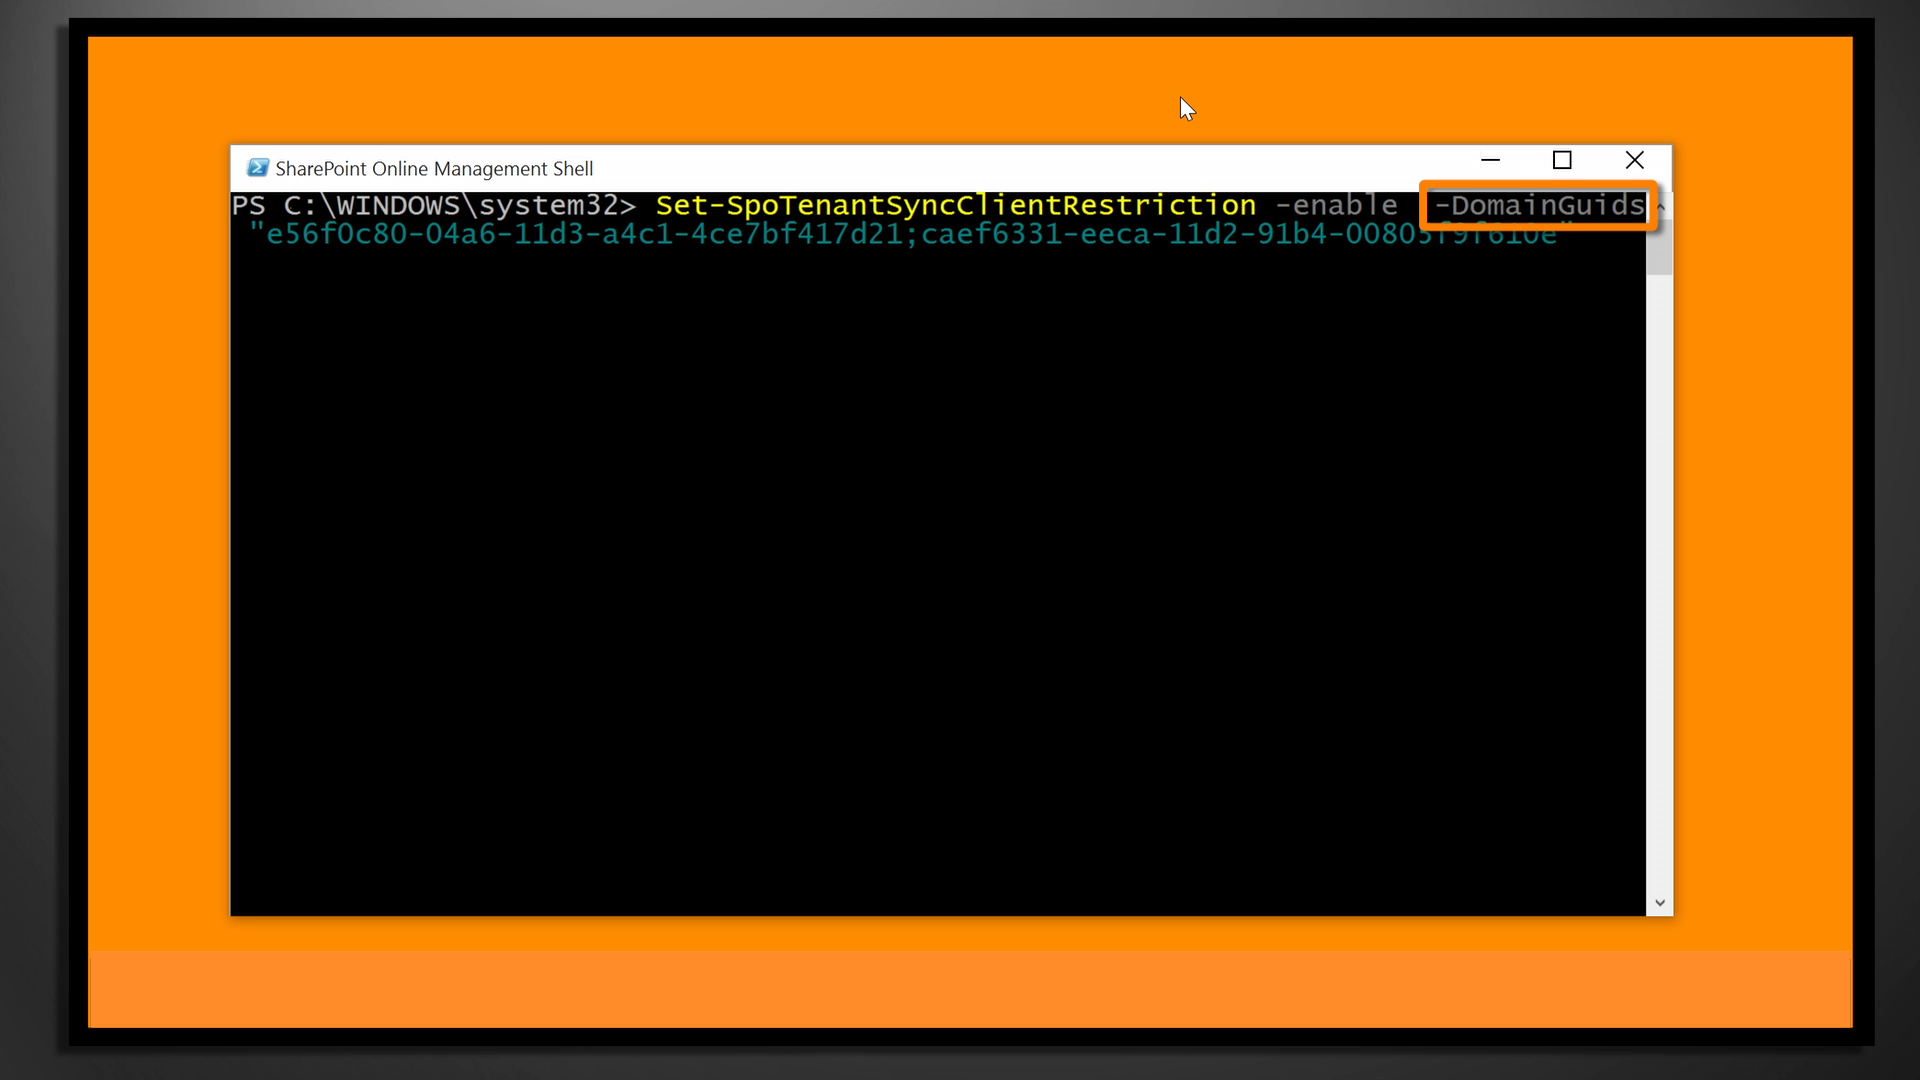 SharePoint Online Management Shell
PS C:\WINDOWS\system32> Set-SpoTenantSyncClientRestriction -enable  -DomainGuids
"e56f0c80-04a6-11d3-a4c1-4ce7bf417d21;caef6331-eeca-11d2-91b4-00805f9f610e"